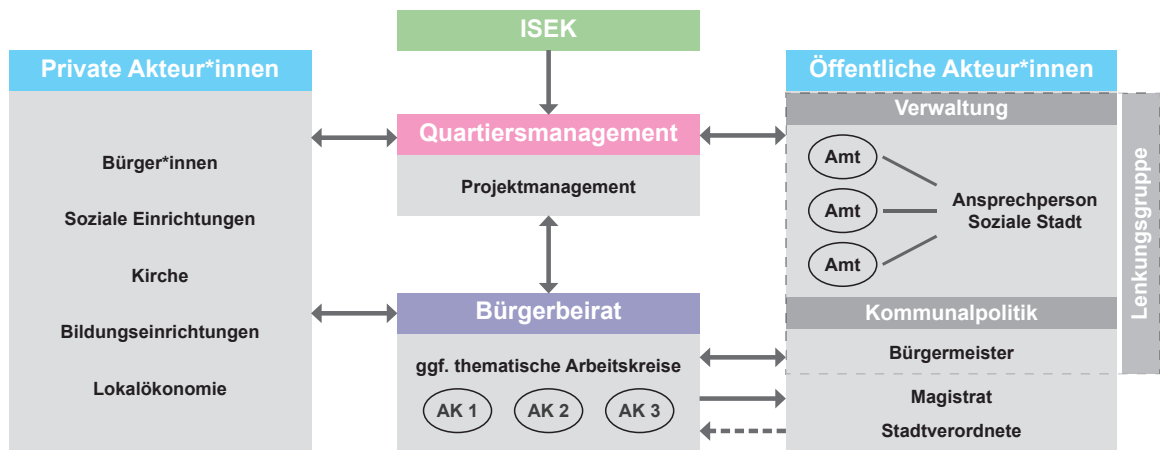 ISEK
Private Akteur*innen
Bürger*innen
Soziale Einrichtungen
Kirche
Bildungseinrichtungen
Lokalökonomie
Quartiersmanagement
Projektmanagement
Bürgerbeirat
ggf. thematische Arbeitskreise
AK 1 AK 2 AK 3
Öffentliche Akteur*innen
Verwaltung
Amt
Amt
Amt
Ansprechperson
Soziale Stadt
Kommunalpolitik
Bürgermeister
Magistrat
Stadtverordnete
Lenkungsgruppe